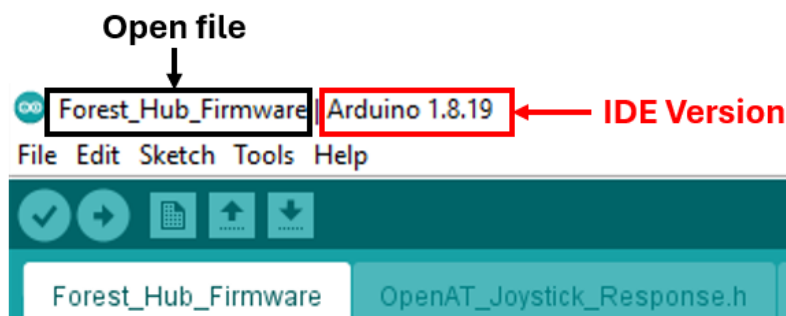 Open file
Forest_Hub_Firmware | Arduino 1.8.19
IDE Version
File Edit Sketch Tools Help
Forest_Hub_Firmware
OpenAT_Joystick_Response.h